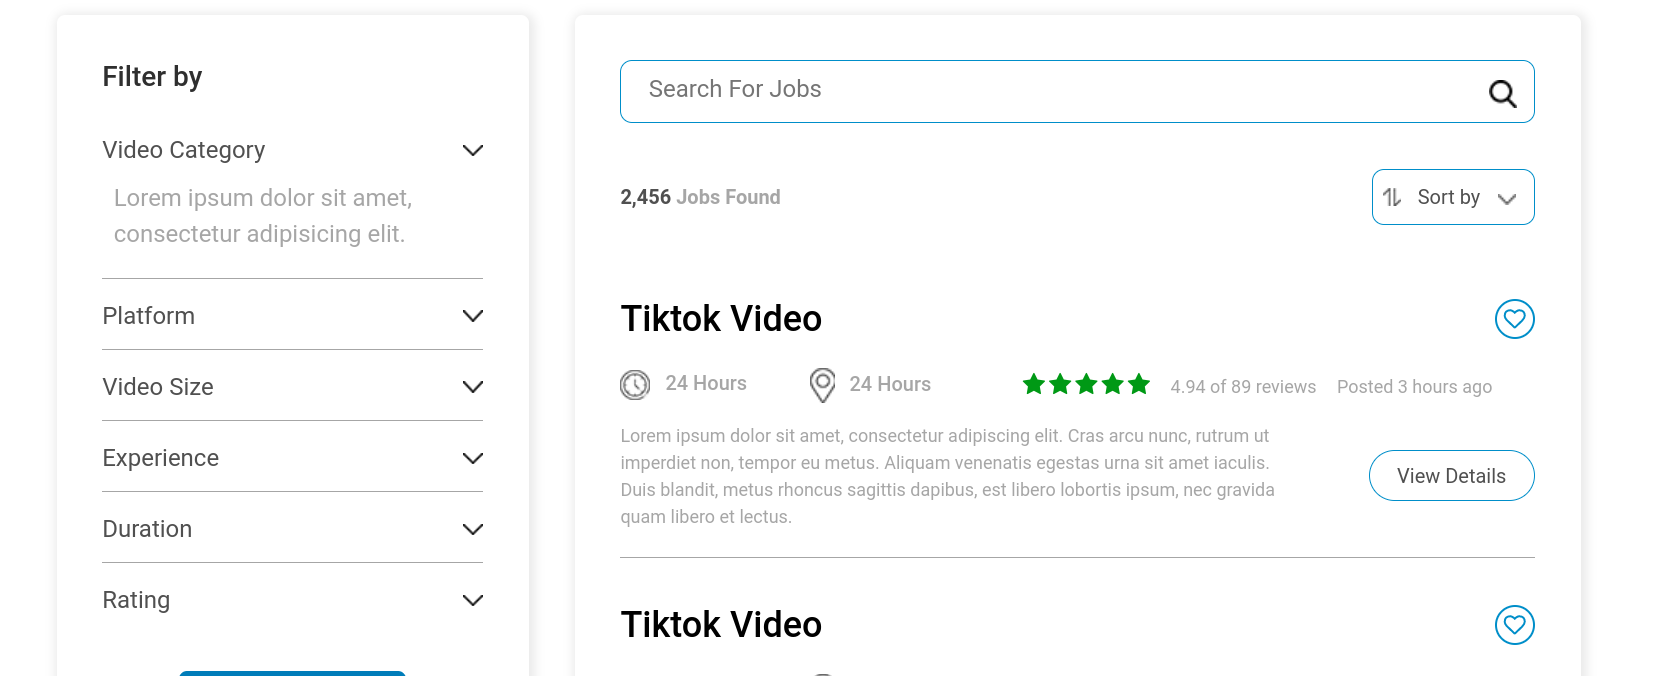 Filter by
Video Category
Lorem ipsum dolor sit amet,
consectetur adipisicing elit.
Platform
Video Size
Experience
Duration
Rating
Search For Jobs
2,456 Jobs Found
Sort by
Tiktok Video
24 Hours
24 Hours
4.94 of 89 reviews
Posted 3 hours ago
Lorem ipsum dolor sit amet, consectetur adipiscing elit. Cras arcu nunc, rutrum ut
imperdiet non, tempor eu metus. Aliquam venenatis egestas urna sit amet iaculis.
Duis blandit, metus rhoncus sagittis dapibus, est libero lobortis ipsum, nec gravida
quam libero et lectus.
View Details
Tiktok Video